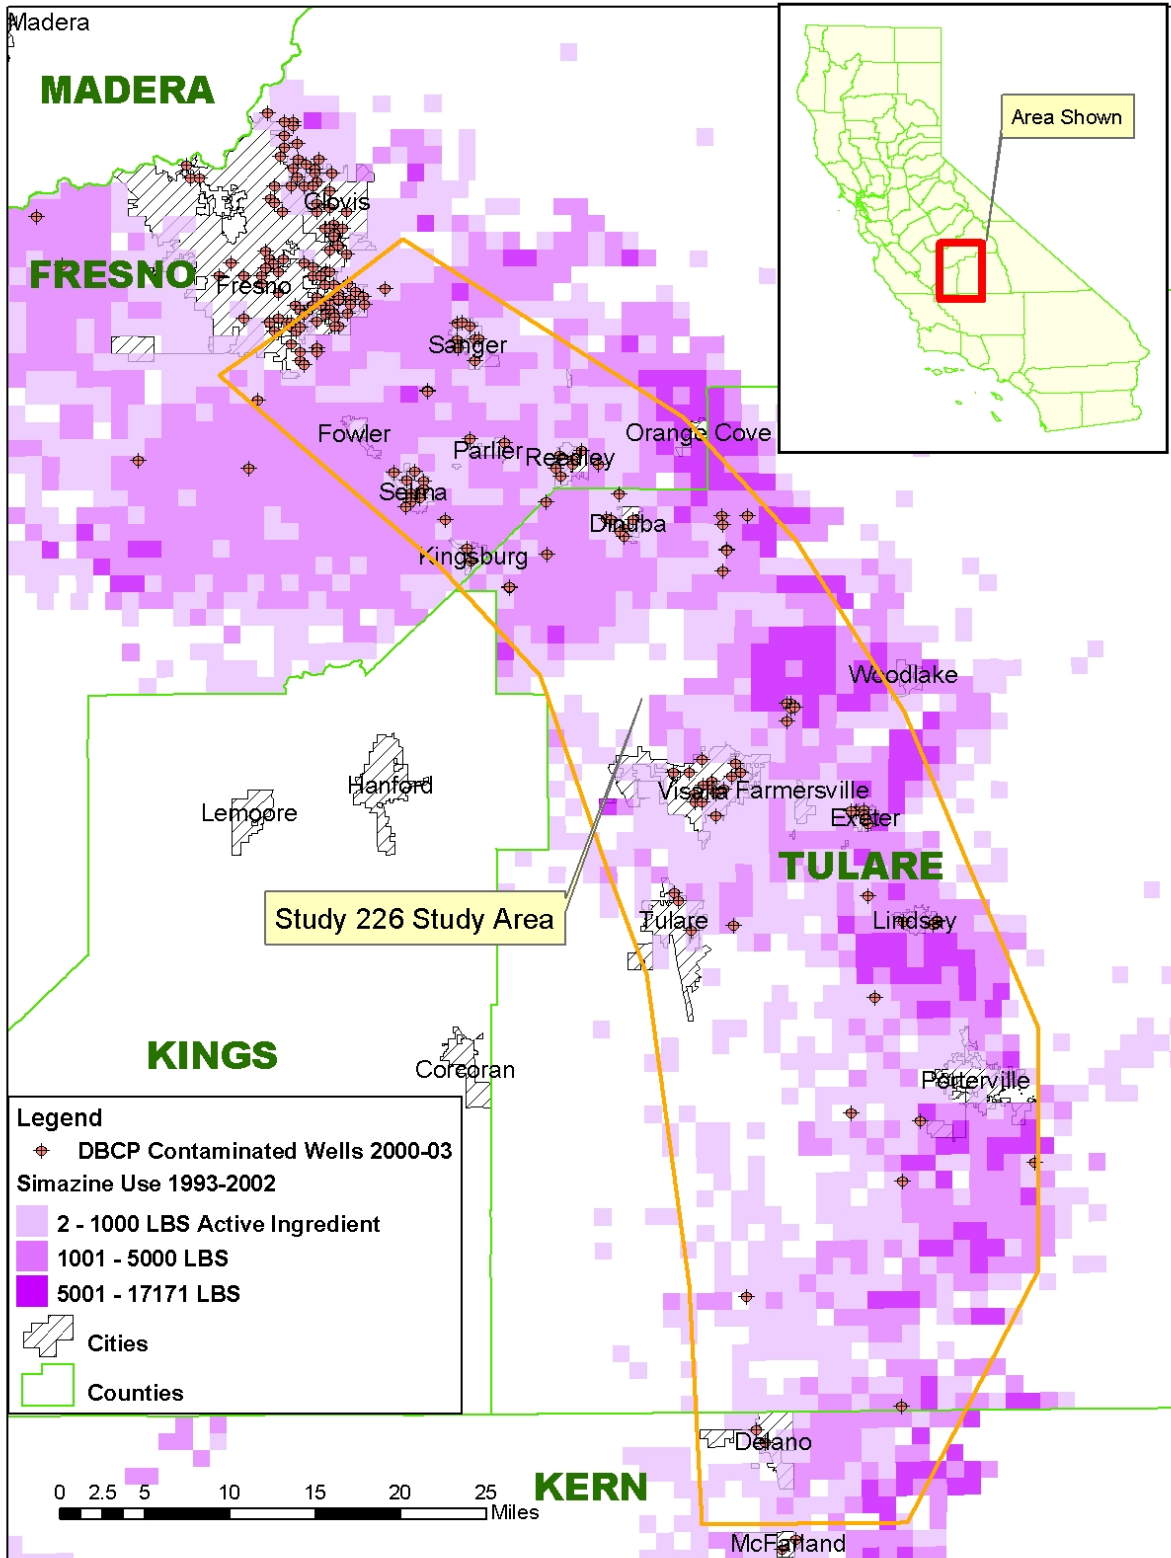 Madera
MADERA
Area Shown
Clovis
FRESNO
Fresno
Sanger
Fowler
Orange Cove
Parlier
Reedley
Selma
Dinuba
Kingsburg
Woodlake
Hanford
Lemoore
Visalia
Farmersville
Exeter
TULARE
Study 226 Study Area
Tulare
Lindsay
KINGS
Corcoran
Porterville
Legend
DBCP Contaminated Wells 2000-03
Simazine Use 1993-2002
2 - 1000 LBS Active Ingredient
1001 - 5000 LBS
5001 - 17171 LBS
Cities
Counties
Delano
KERN
0 2.5 5 10 15 20 25
Miles
McFarland